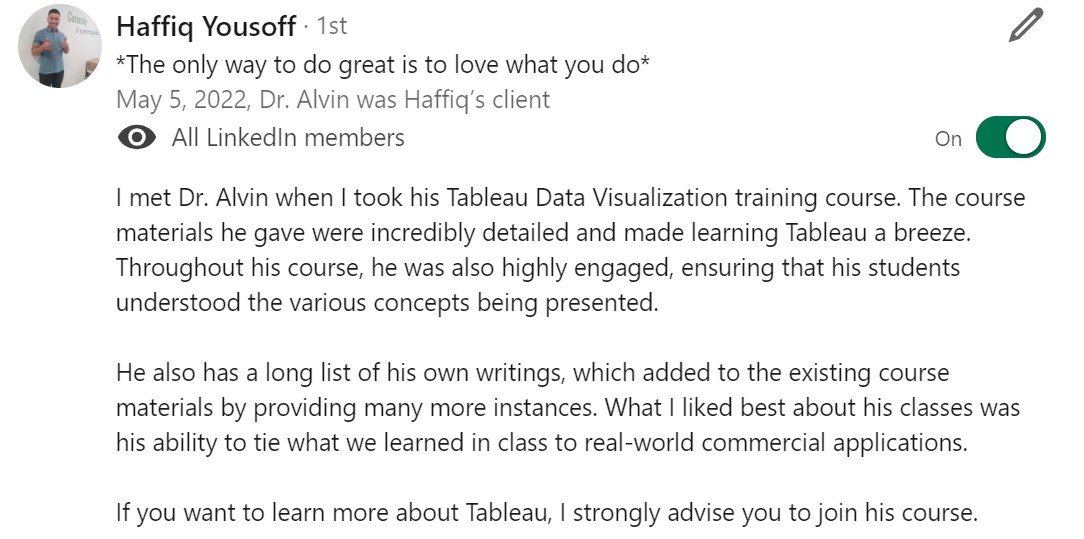 Haffiq Yousoff · 1st
*The only way to do great is to love what you do*
May 5, 2022, Dr. Alvin was Haffiq's client
All LinkedIn members
On
I met Dr. Alvin when I took his Tableau Data Visualization training course. The course
materials he gave were incredibly detailed and made learning Tableau a breeze.
Throughout his course, he was also highly engaged, ensuring that his students
understood the various concepts being presented.
He also has a long list of his own writings, which added to the existing course
materials by providing many more instances. What I liked best about his classes was
his ability to tie what we learned in class to real-world commercial applications.
If you want to learn more about Tableau, I strongly advise you to join his course.